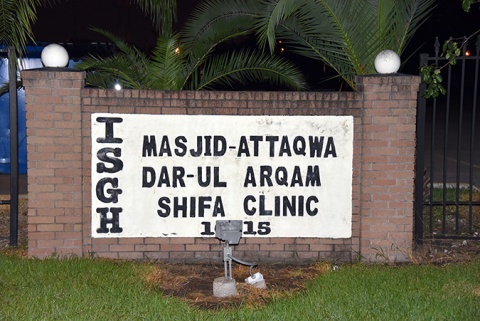 ISGH
MASJID-ATTAQWA
DAR-UL ARQAM
SHIFA CLINIC